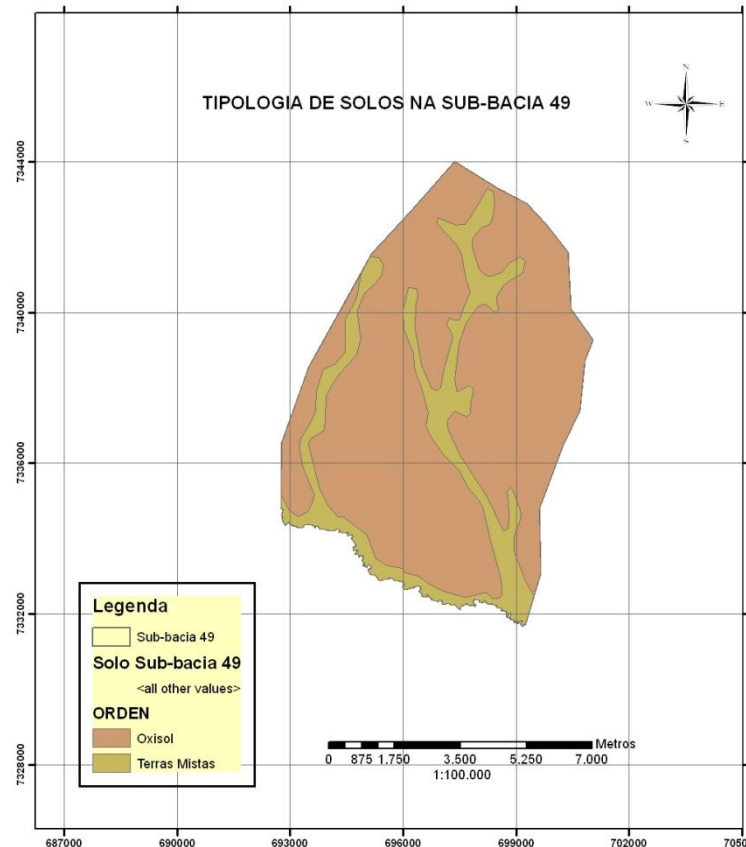 TIPOLOGIA DE SOLOS NA SUB-BACIA 49
N
W E
S
7344000
7340000
7336000
7332000
7328000
Legenda
Sub-bacia 49
Solo Sub-bacia 49
<all other values>
ORDEN
Oxisol
Terras Mistas
Metros
0 875 1.750 3.500 5.250 7.000
1:100.000
687000 690000 693000 696000 699000 702000 7050